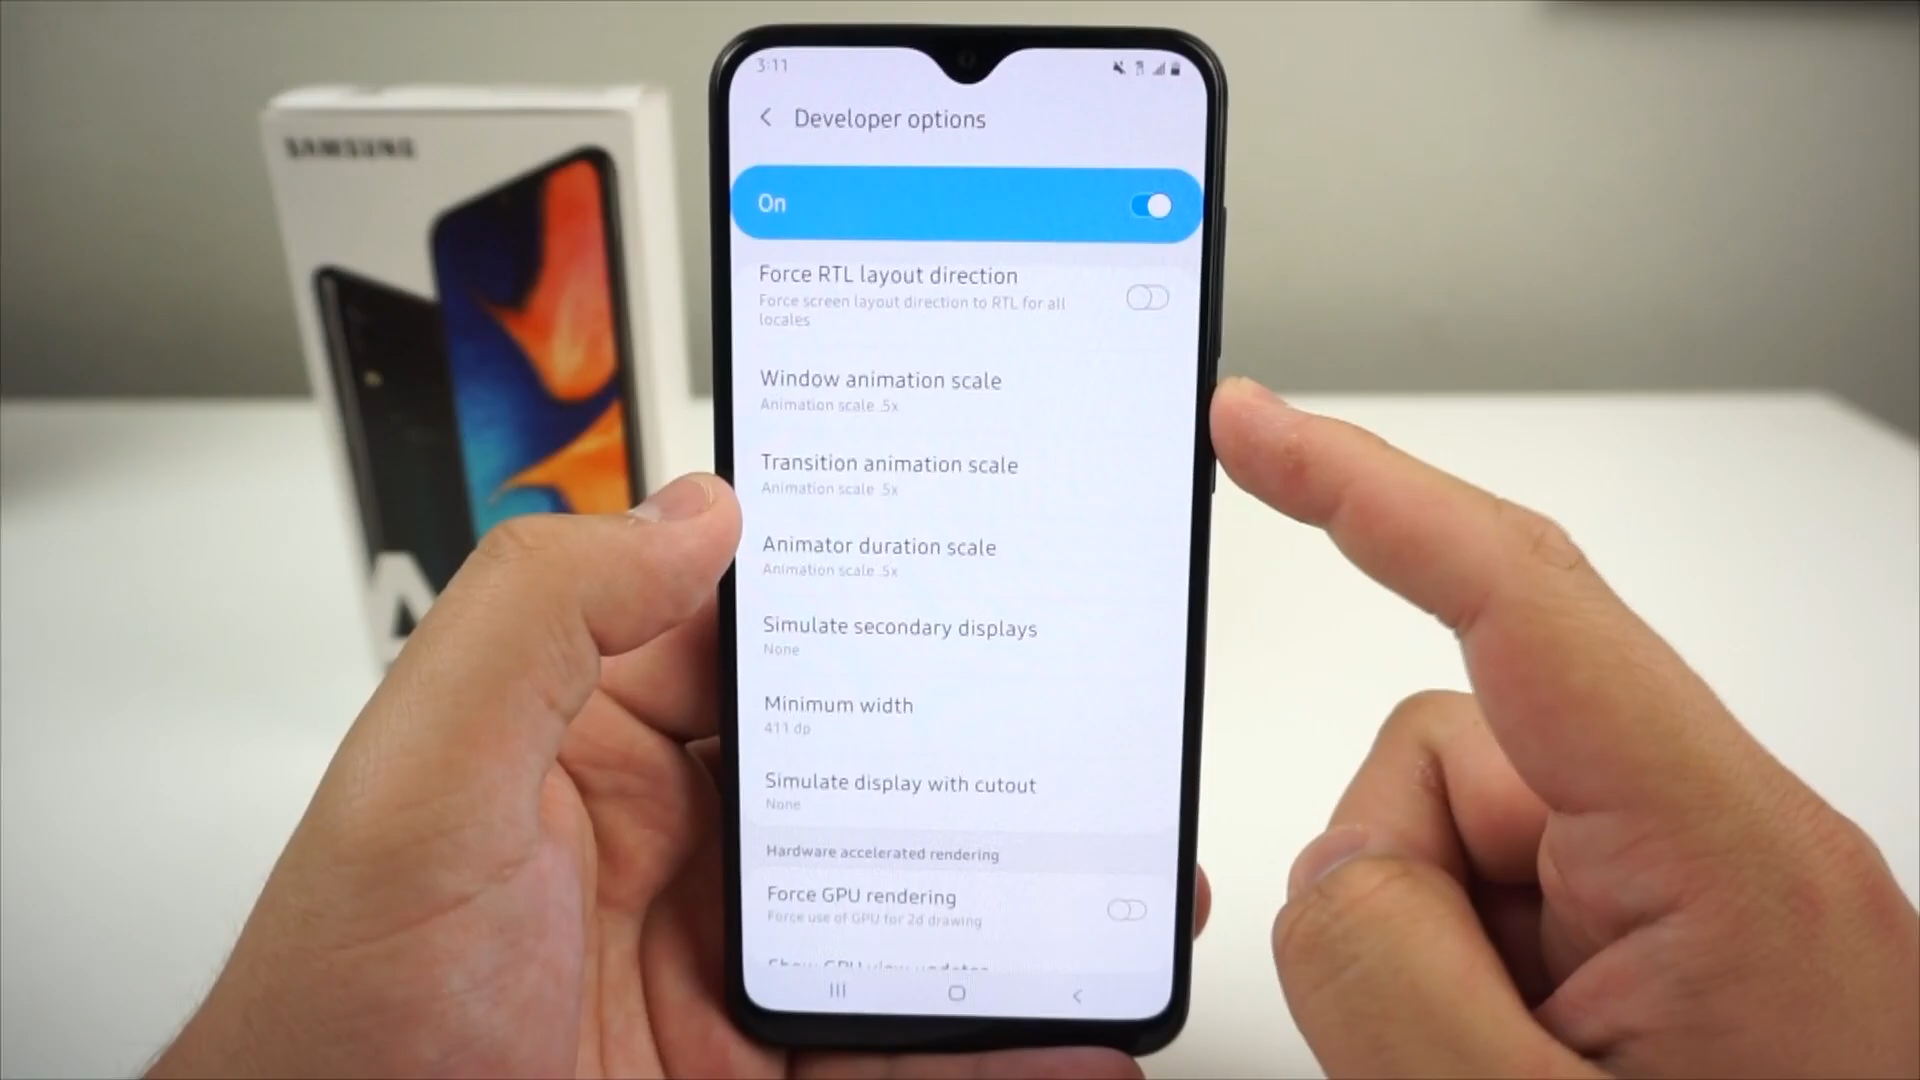 SAMSUNG
A
3:11
Developer options
On
Force RTL layout direction
Force screen layout direction to RTL for all
locales
Window animation scale
Animation scale .5x
Transition animation scale
Animation scale .5x
Animator duration scale
Animation scale .5x
Simulate secondary displays
None
Minimum width
411 dp
Simulate display with cutout
None
Hardware accelerated rendering
Force GPU rendering
Force use of GPU for 2d drawing